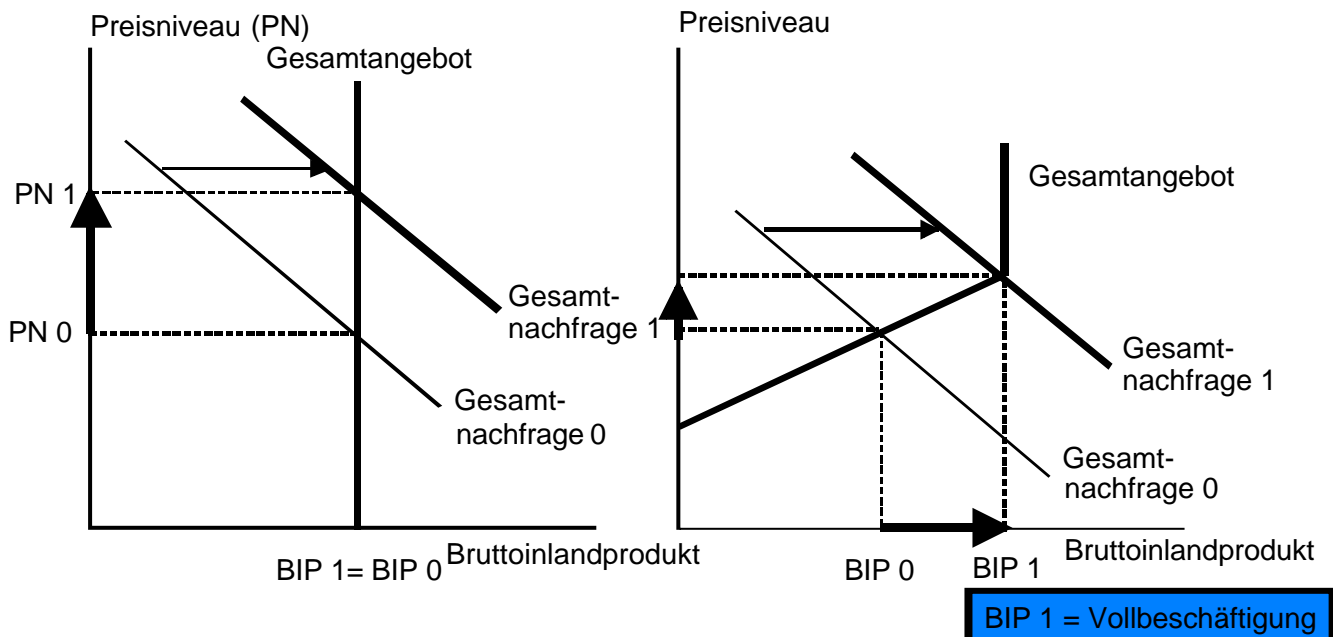 Preisniveau (PN)
Gesamtangebot
PN 1
PN 0
Gesamt-
nachfrage 1
Gesamt-
nachfrage 0
Bruttoinlandprodukt
BIP 1= BIP 0
Preisniveau
Gesamtangebot
Gesamt-
nachfrage 1
Gesamt-
nachfrage 0
Bruttoinlandprodukt
BIP 0
BIP 1
BIP 1 = Vollbeschäftigung